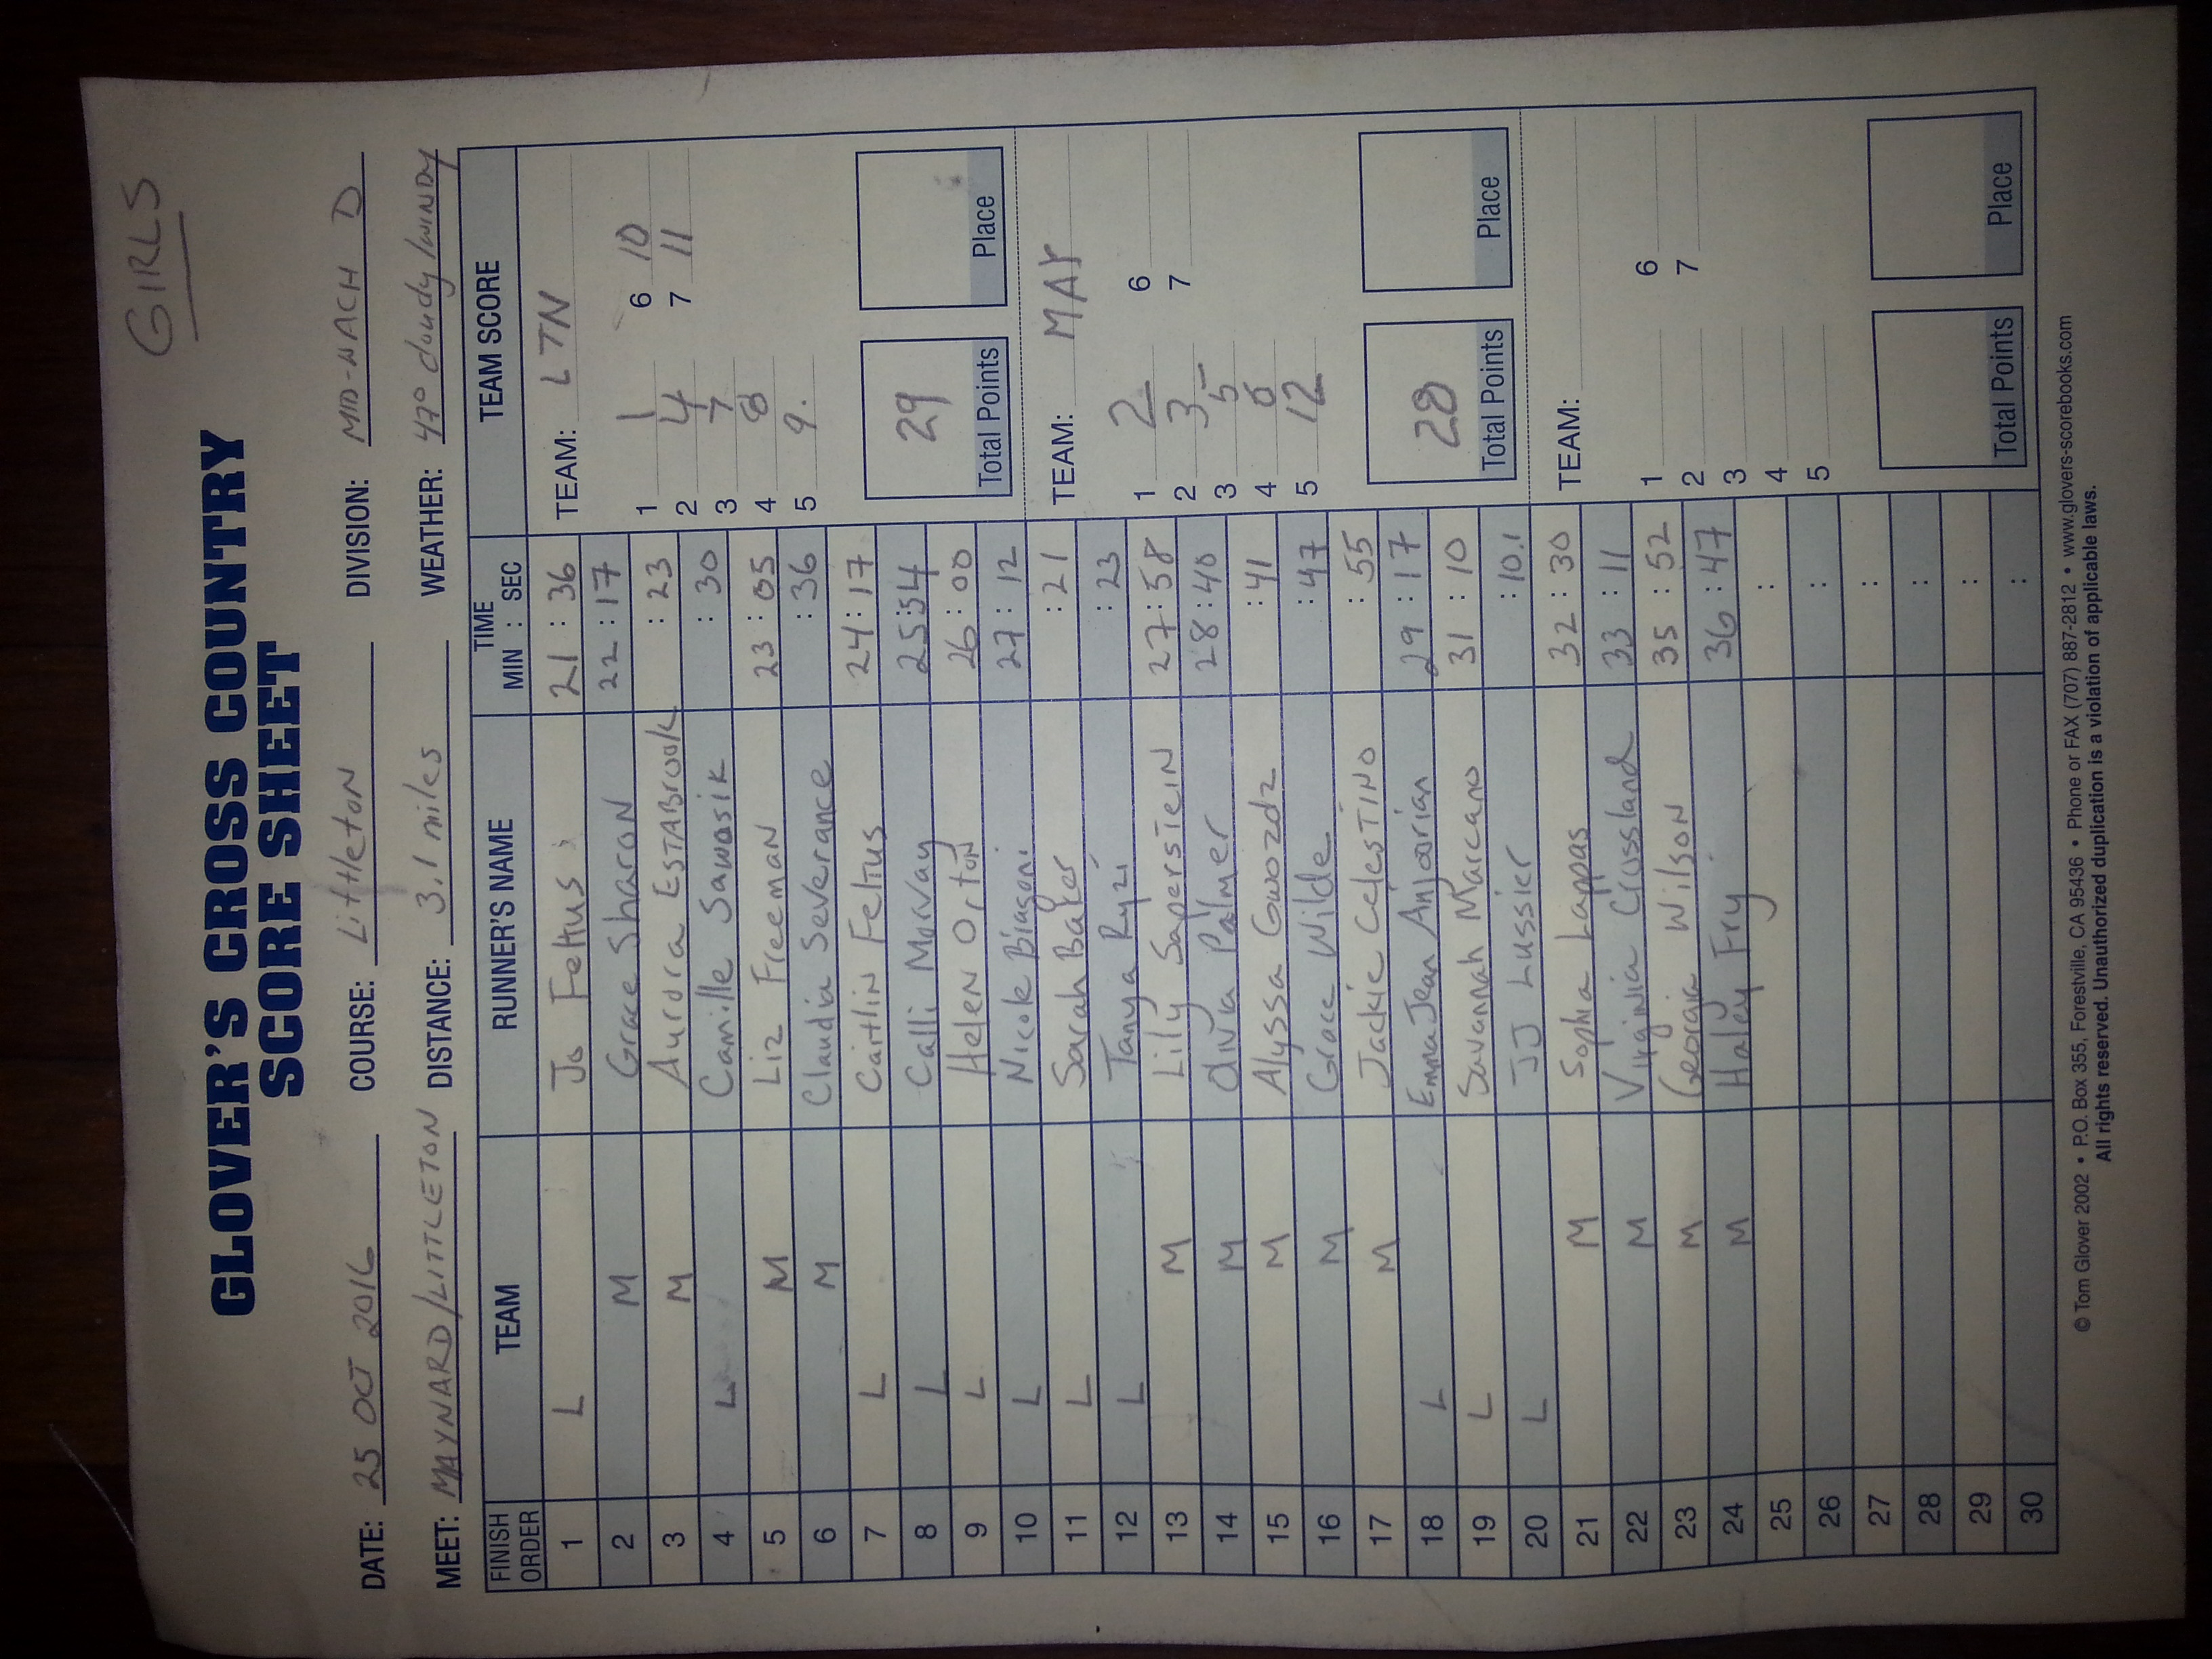 GIRLS
GLOVER'S CROSS COUNTRY
SCORE SHEET
DATE: 25 OCT 2016 COURSE: Littleton DIVISION: MID-WACH D
MEET: MAYNARD/LITTLETON DISTANCE: 3.1 miles WEATHER: 47° cloudy/WINDY
FINISH ORDER TEAM RUNNER'S NAME TIME MIN : SEC TEAM SCORE
1 L Jo Feltus 21:36 TEAM: LTN
2 M Grace Sharon 22:17
1 1 6 10
3 M Aurora Estabrook :23
2 4 7 11
4 L Camille Sawasik :30
3 7
5 M Liz Freeman 23:05
4 8
6 M Claudia Severance :36
5 9.
7 L Caitlin Feltus 24:17
8 L Calli Morvay 25:54
29
9 L Helen Orton 26:00
Total Points Place
10 L Nicole Biagoni 27:12
11 L Sarah Baker :21
TEAM: MAY
12 L Tanya Ryzi :23
1 2 6
13 M Lily Saperstein 27:58
2 3 7
14 M Olivia Palmer 28:40
3 5
15 M Alyssa Gwozdz :41
4 6
16 M Grace Wilde :47
5 12
17 M Jackie Celestino :55
18 L Emma Jean Anjoorian 29:17
28
19 L Savannah Marcano 31:10
Total Points Place
20 L JJ Lussier :10.1
21 M Sophia Lappas 32:30
TEAM:
22 M Virginia Crossland 33:11
1 6
23 M Georgia Wilson 35:52
2 7
24 M Haley Fry 36:47
3
25 :
4
26 :
5
27 :
28 :
29 :
Total Points Place
30 :
© Tom Glover 2002 • P.O. Box 355, Forestville, CA 95436 • Phone or FAX (707) 887-2812 • www.glovers-scorebooks.com
All rights reserved. Unauthorized duplication is a violation of applicable laws.